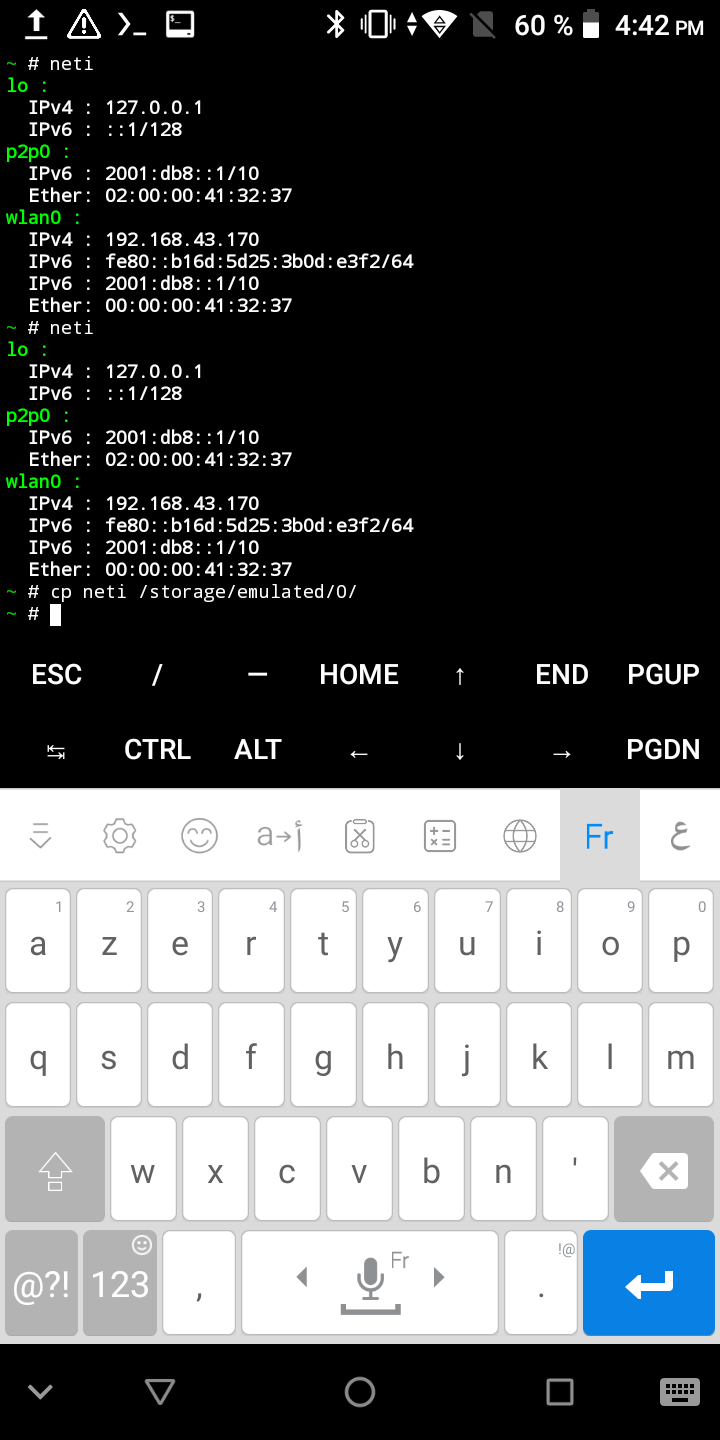 60 % 4:42 PM
~ # neti
lo :
IPv4 : 127.0.0.1
IPv6 : ::1/128
p2p0 :
IPv6 : 2001:db8::1/10
Ether: 02:00:00:41:32:37
wlan0 :
IPv4 : 192.168.43.170
IPv6 : fe80::b16d:5d25:3b0d:e3f2/64
IPv6 : 2001:db8::1/10
Ether: 00:00:00:41:32:37
~ # neti
lo :
IPv4 : 127.0.0.1
IPv6 : ::1/128
p2p0 :
IPv6 : 2001:db8::1/10
Ether: 02:00:00:41:32:37
wlan0 :
IPv4 : 192.168.43.170
IPv6 : fe80::b16d:5d25:3b0d:e3f2/64
IPv6 : 2001:db8::1/10
Ether: 00:00:00:41:32:37
~ # cp neti /storage/emulated/0/
~ #
ESC / — HOME ↑ END PGUP
↹ CTRL ALT ← ↓ → PGDN
a→أ Fr ع
1 2 3 4 5 6 7 8 9 0
a z e r t y u i o p
q s d f g h j k l m
w x c v b n '
@?! 123 , Fr . !@